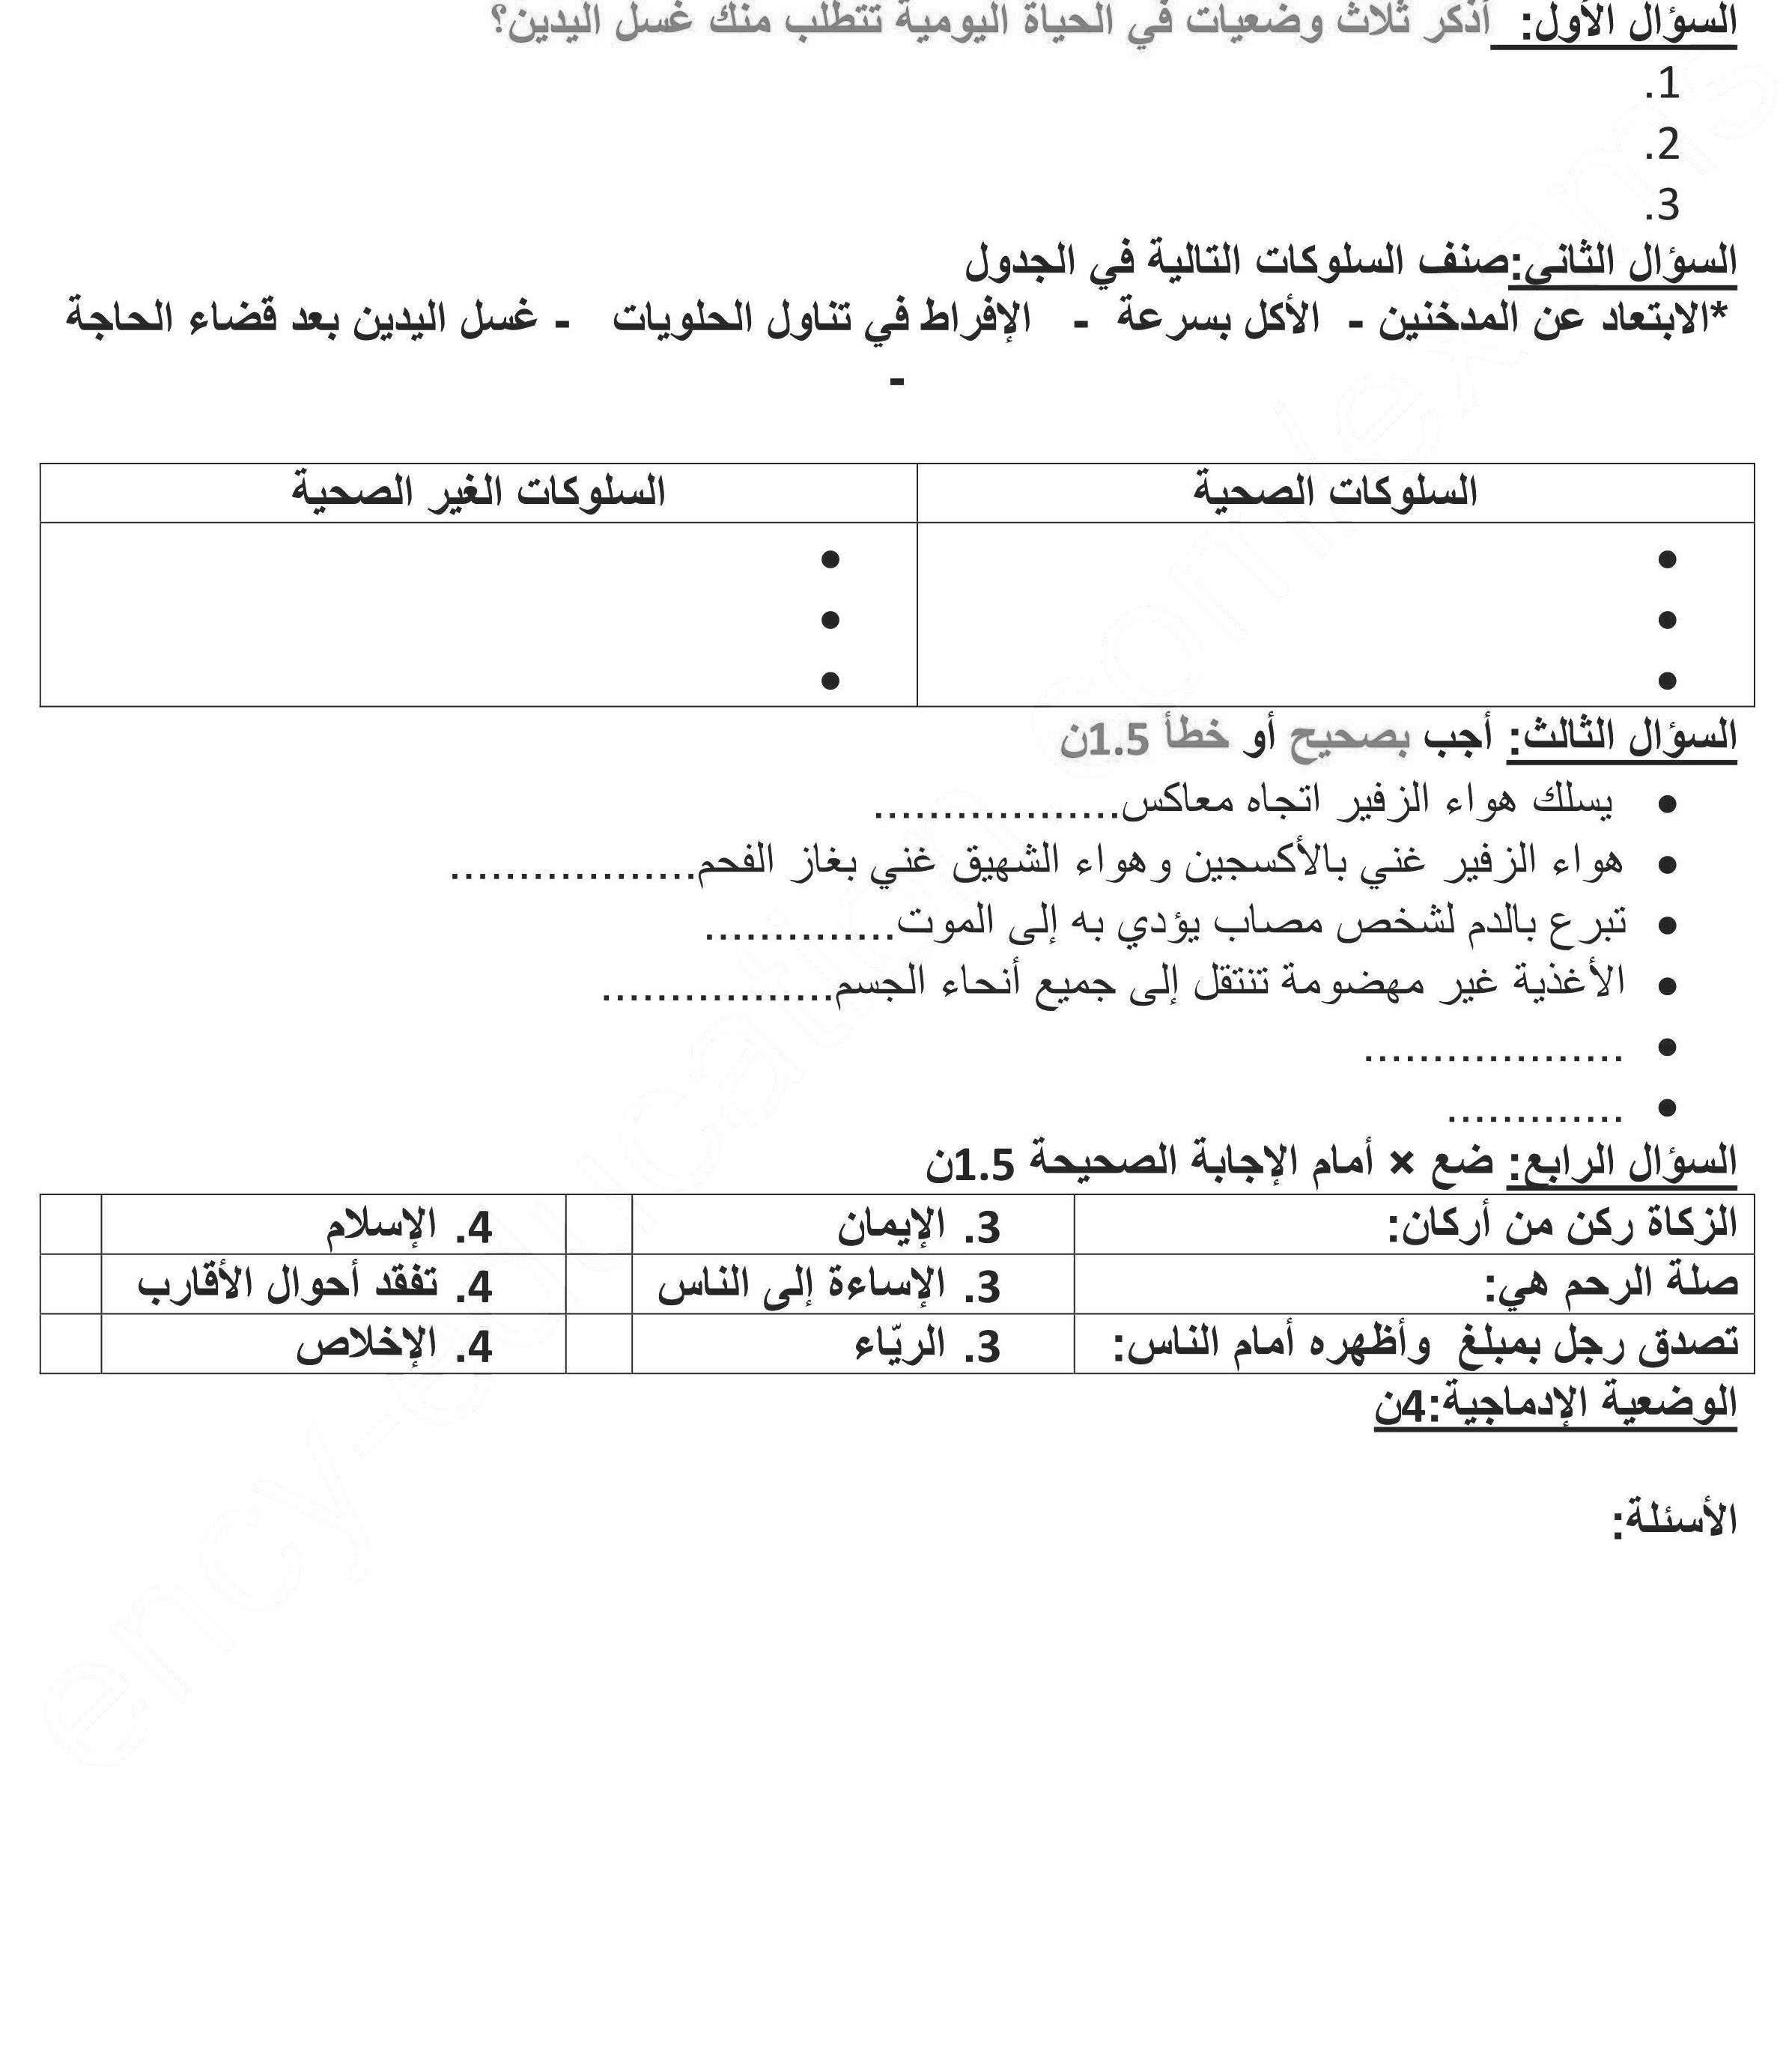 السؤال الأول: أذكر ثلاث وضعيات في الحياة اليومية تتطلب منك غسل اليدين؟
1.
2.
3.
السؤال الثاني:صنف السلوكات التالية في الجدول
*الابتعاد عن المدخنين - الأكل بسرعة - الإفراط في تناول الحلويات - غسل اليدين بعد قضاء الحاجة
-
السلوكات الصحية السلوكات الغير الصحية
•  •
•  •
•  •
السؤال الثالث: أجب بصحيح أو خطأ 1.5ن
• يسلك هواء الزفير اتجاه معاكس..................
• هواء الزفير غني بالأكسجين وهواء الشهيق غني بغاز الفحم..................
• تبرع بالدم لشخص مصاب يؤدي به إلى الموت..............
• الأغذية غير مهضومة تنتقل إلى جميع أنحاء الجسم.................
• ...................
• .............
السؤال الرابع: ضع × أمام الإجابة الصحيحة 1.5ن
الزكاة ركن من أركان: 3. الإيمان 4. الإسلام
صلة الرحم هي: 3. الإساءة إلى الناس 4. تفقد أحوال الأقارب
تصدق رجل بمبلغ وأظهره أمام الناس: 3. الريّاء 4. الإخلاص
الوضعية الإدماجية:4ن
الأسئلة:
ency-education.com/exams